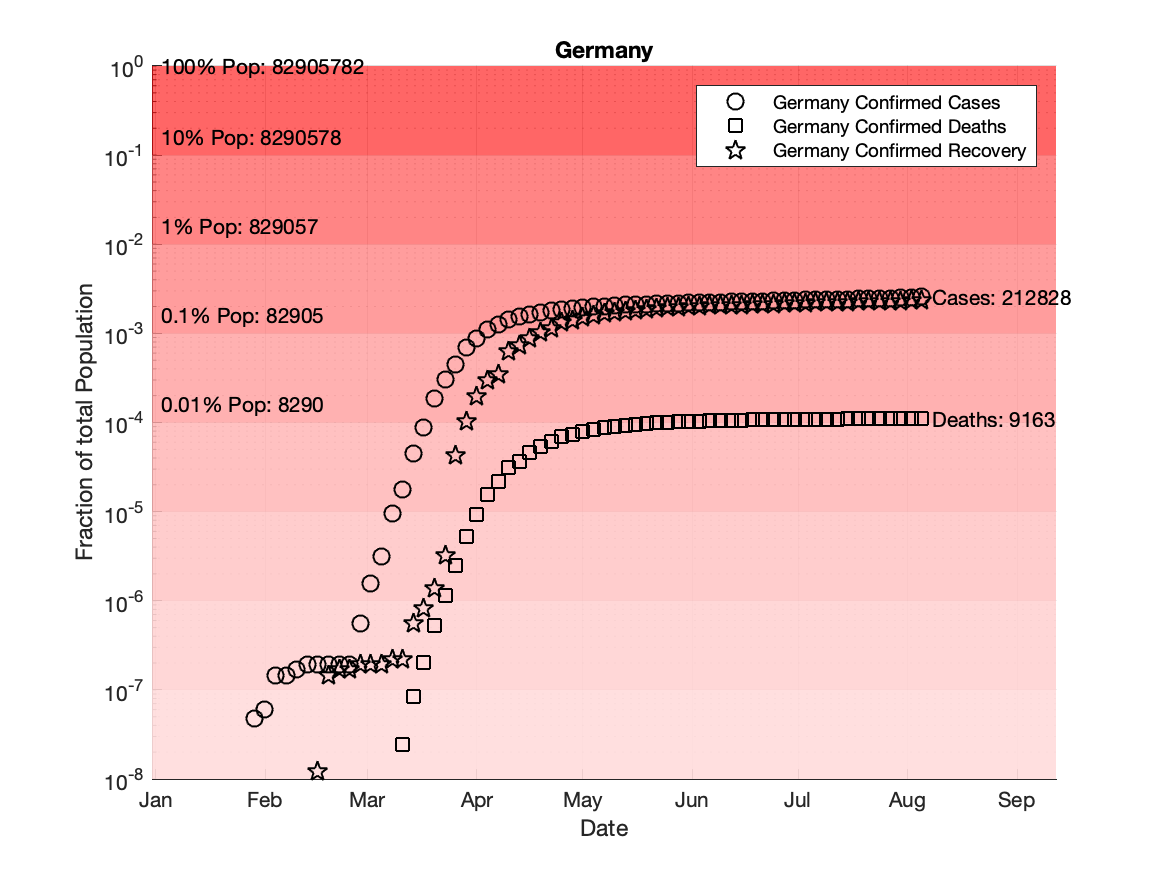 Germany
10^0
100% Pop: 82905782
Germany Confirmed Cases
Germany Confirmed Deaths
Germany Confirmed Recovery
10% Pop: 8290578
10^-1
1% Pop: 829057
10^-2
Cases: 212828
0.1% Pop: 82905
10^-3
0.01% Pop: 8290
10^-4
Deaths: 9163
10^-5
10^-6
10^-7
10^-8
Fraction of total Population
Jan Feb Mar Apr May Jun Jul Aug Sep
Date